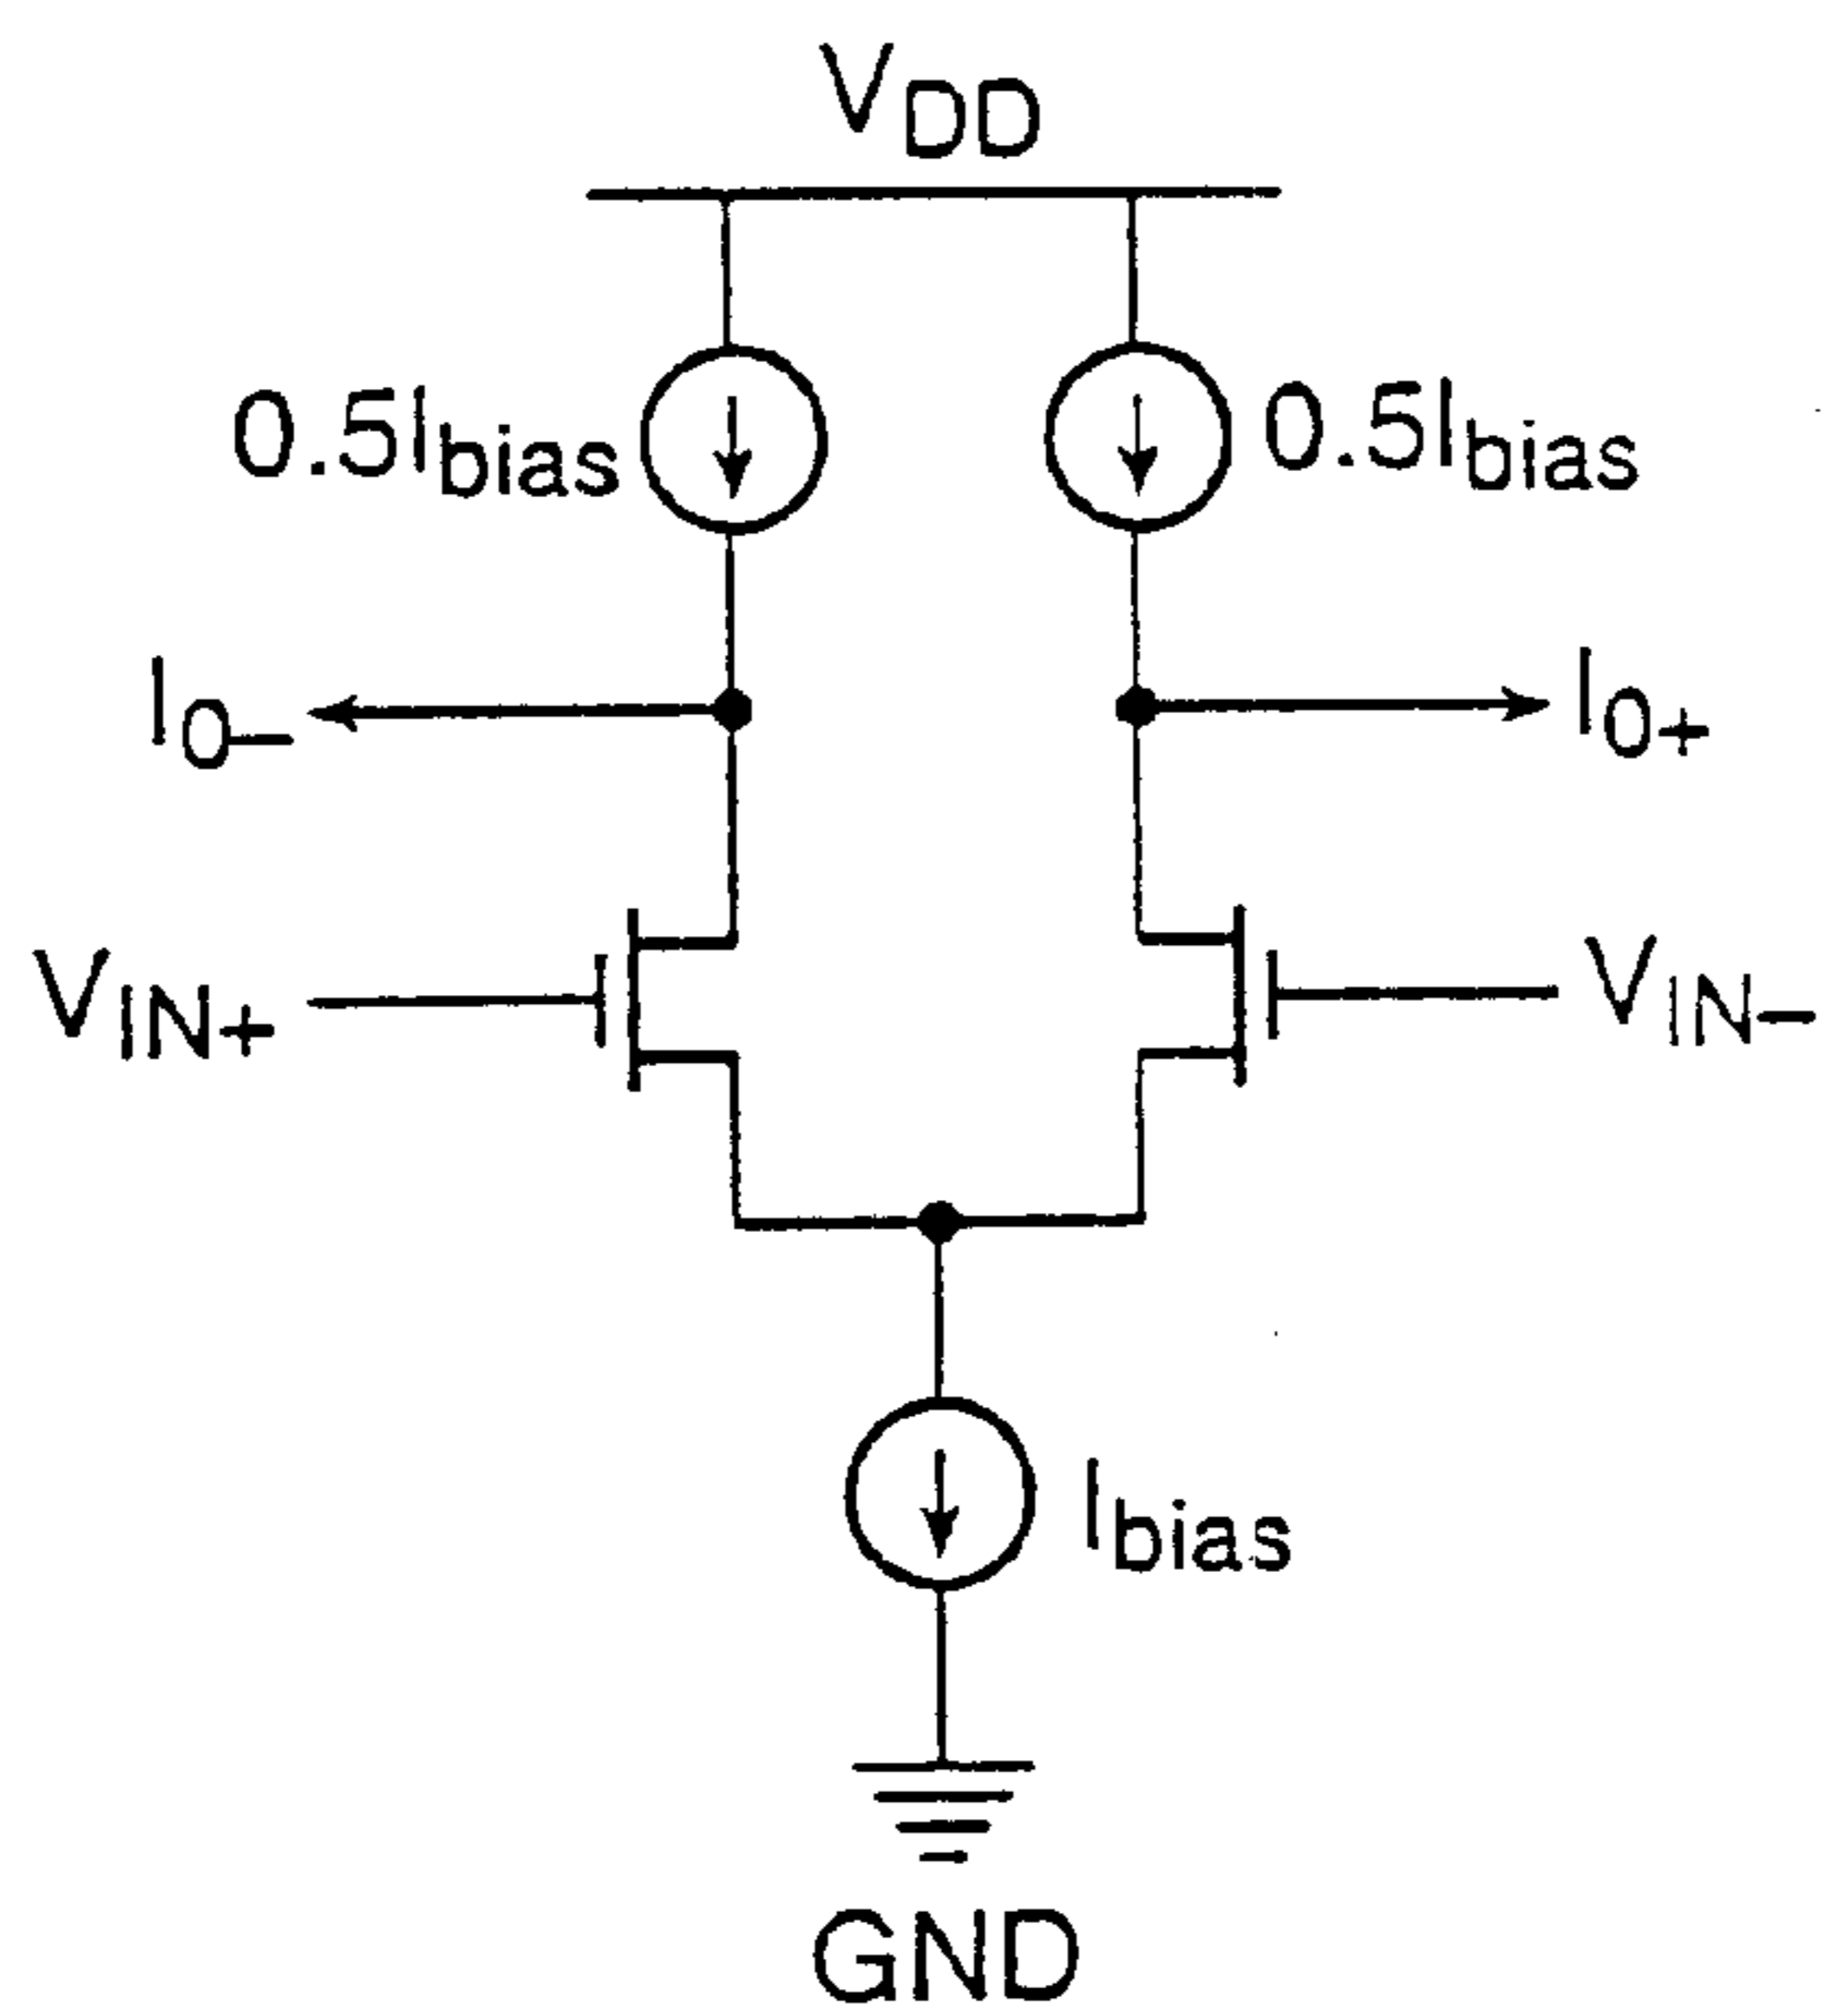 VDD
0.5Ibias
0.5Ibias
IO-
IO+
VIN+
VIN-
Ibias
GND